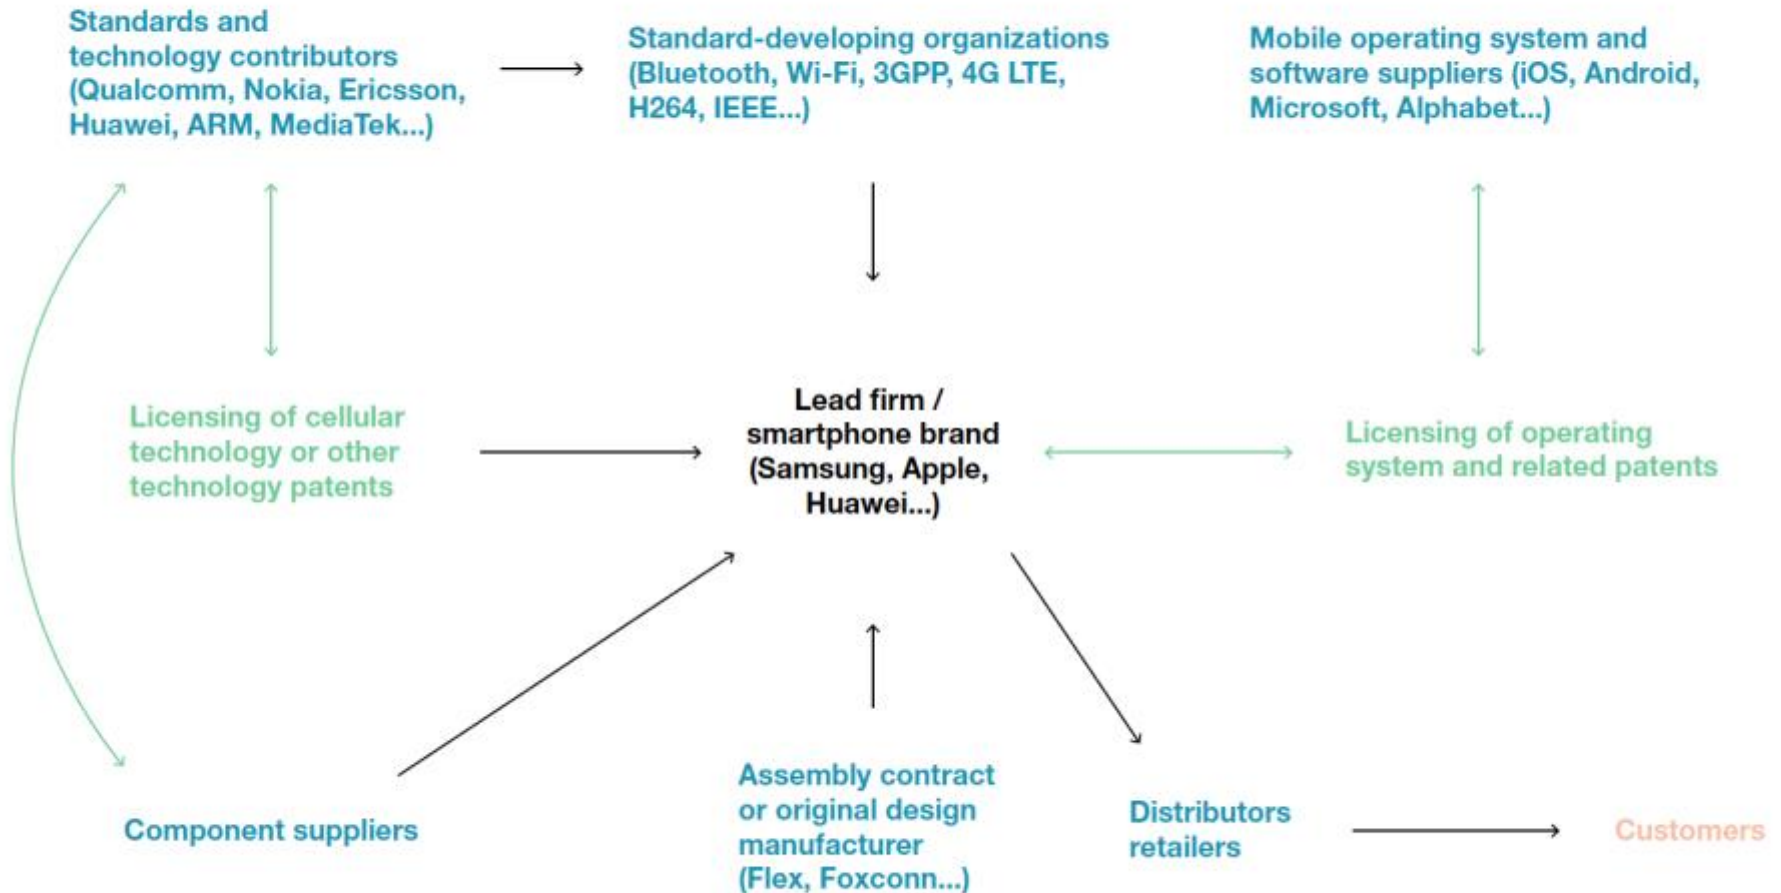 Standards and
technology contributors
(Qualcomm, Nokia, Ericsson,
Huawei, ARM, MediaTek...)
Standard-developing organizations
(Bluetooth, Wi-Fi, 3GPP, 4G LTE,
H264, IEEE...)
Mobile operating system and
software suppliers (iOS, Android,
Microsoft, Alphabet...)
Licensing of cellular
technology or other
technology patents
Lead firm /
smartphone brand
(Samsung, Apple,
Huawei...)
Licensing of operating
system and related patents
Component suppliers
Assembly contract
or original design
manufacturer
(Flex, Foxconn...)
Distributors
retailers
Customers